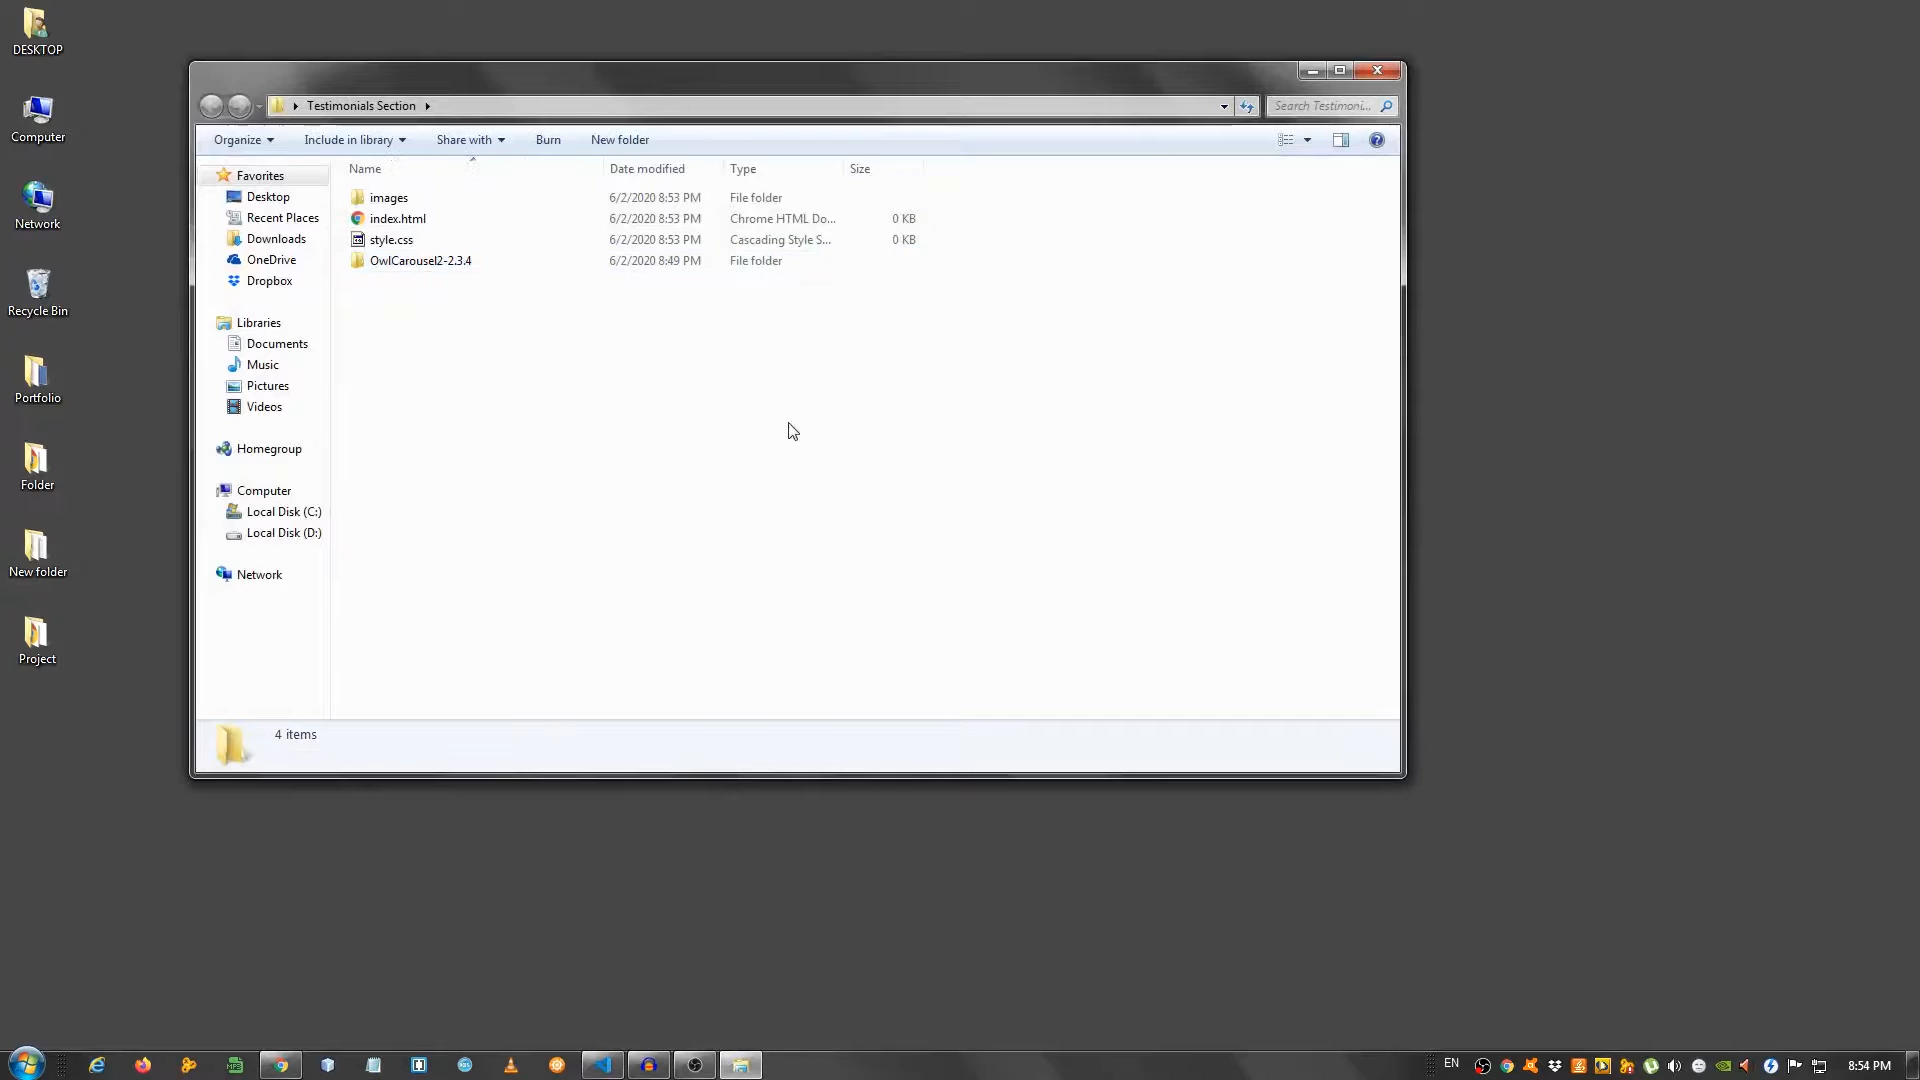 DESKTOP
Computer
Network
Recycle Bin
Portfolio
Folder
New folder
Project
Testimonials Section
Search Testimoni...
Organize
Include in library
Share with
Burn
New folder
Name
Date modified
Type
Size
images 6/2/2020 8:53 PM File folder
index.html 6/2/2020 8:53 PM Chrome HTML Do... 0 KB
style.css 6/2/2020 8:53 PM Cascading Style S... 0 KB
OwlCarousel2-2.3.4 6/2/2020 8:49 PM File folder
Favorites
Desktop
Recent Places
Downloads
OneDrive
Dropbox
Libraries
Documents
Music
Pictures
Videos
Homegroup
Computer
Local Disk (C:)
Local Disk (D:)
Network
4 items
EN
8:54 PM